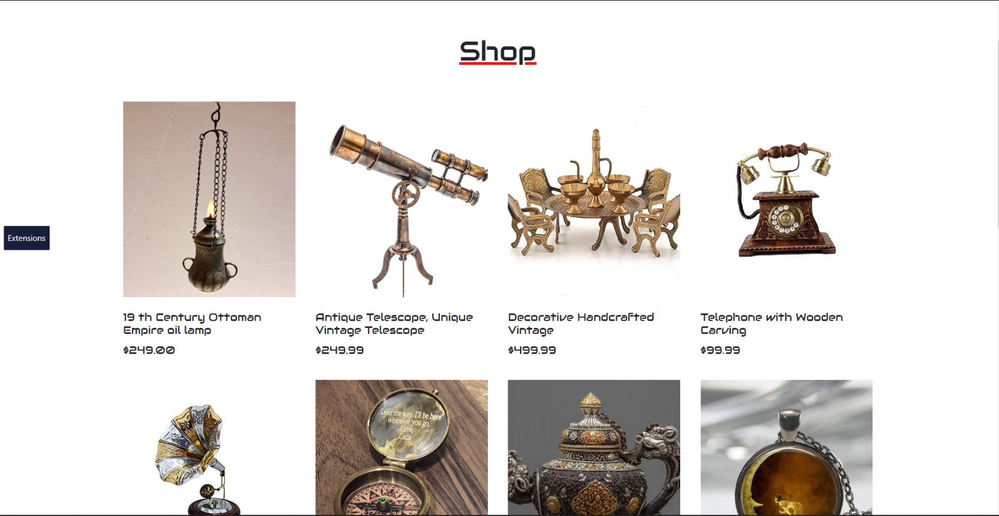 Shop
Extensions
19 th Century Ottoman
Empire oil lamp
$249.00
Antique Telescope, Unique
Vintage Telescope
$249.99
Decorative Handcrafted
Vintage
$499.99
Telephone with Wooden
Carving
$99.99
Lead the way, I'll be here
wherever you go.
Love,
Calla